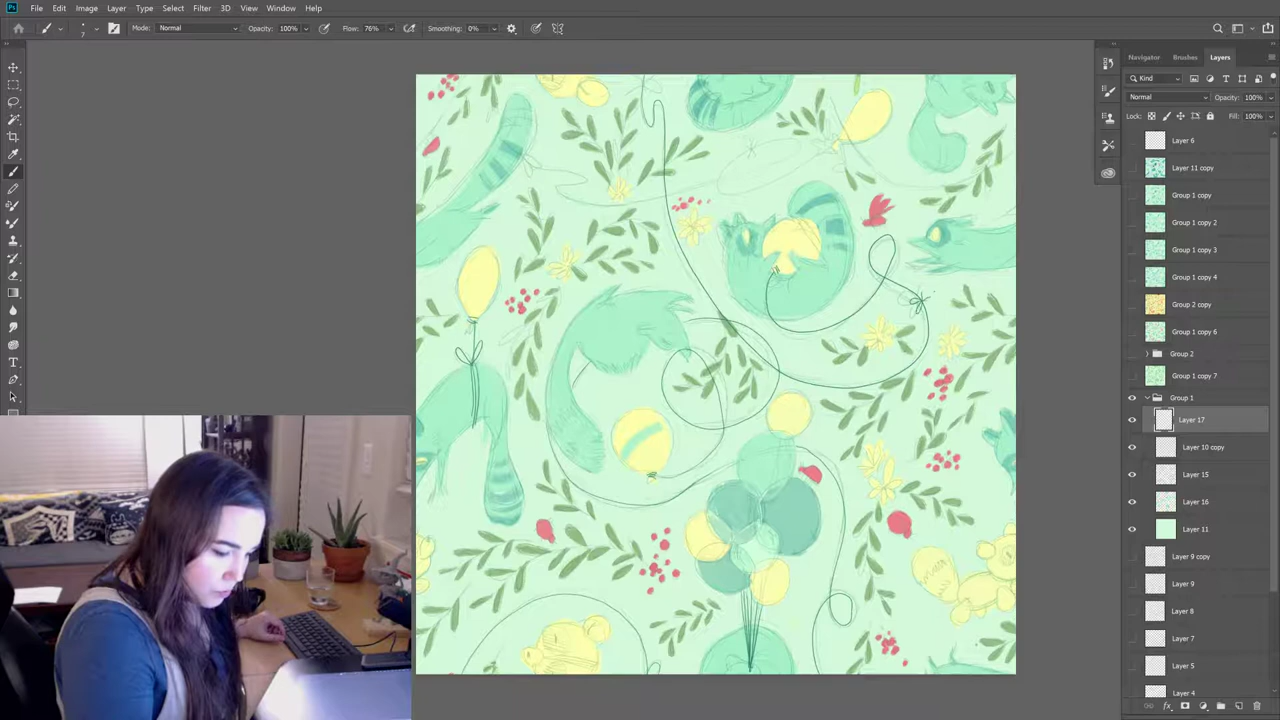 Ps File Edit Image Layer Type Select Filter 3D View Window Help
7 Mode: Normal Opacity: 100% Flow: 76% Smoothing: 0%
Navigator Brushes Layers
Kind
Normal Opacity: 100%
Lock: Fill: 100%
Layer 6
Layer 11 copy
Group 1 copy
Group 1 copy 2
Group 1 copy 3
Group 1 copy 4
Group 2 copy
Group 1 copy 6
Group 2
Group 1 copy 7
Group 1
Layer 17
Layer 10 copy
Layer 15
Layer 16
Layer 11
Layer 9 copy
Layer 9
Layer 8
Layer 7
Layer 5
Layer 4
fx